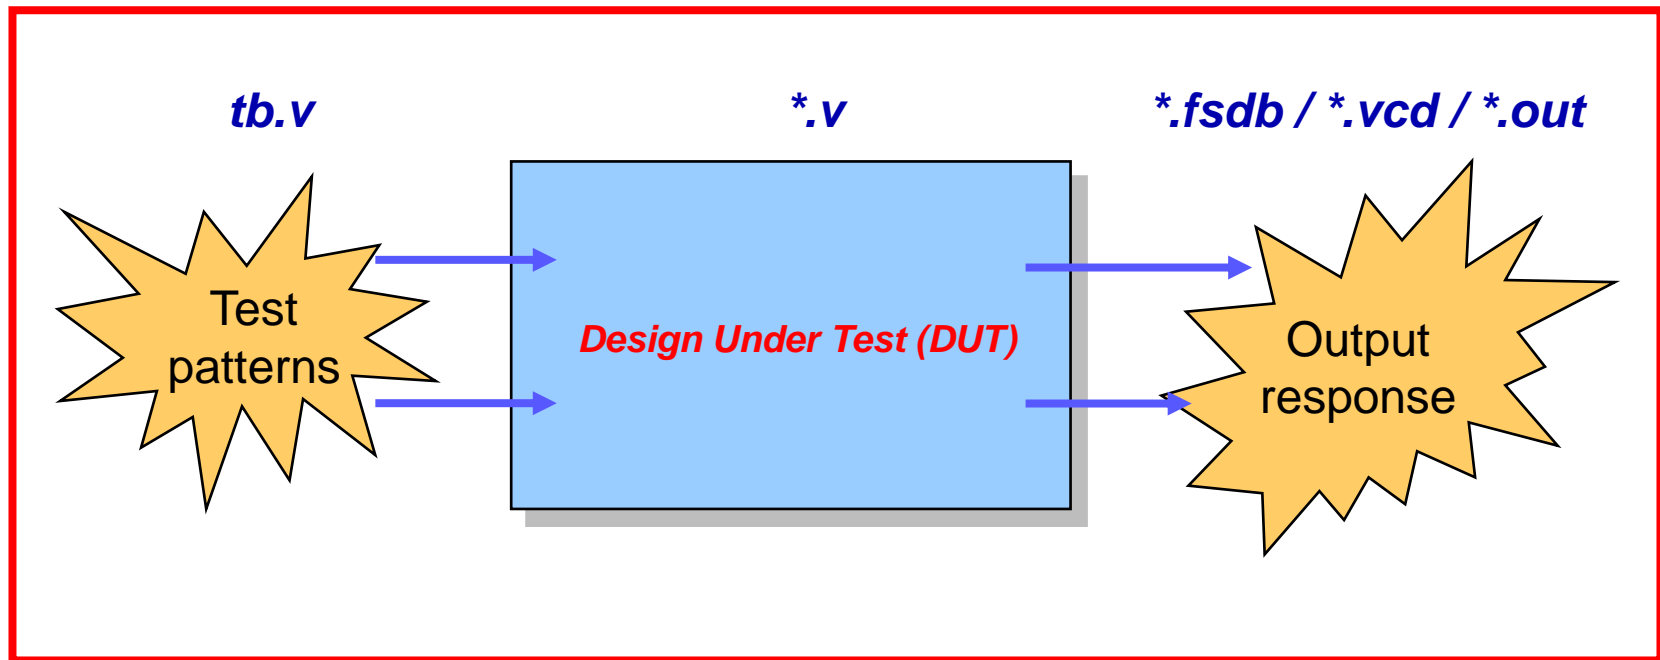 tb.v
*.v
*.fsdb / *.vcd / *.out
Test
patterns
Design Under Test (DUT)
Output
response